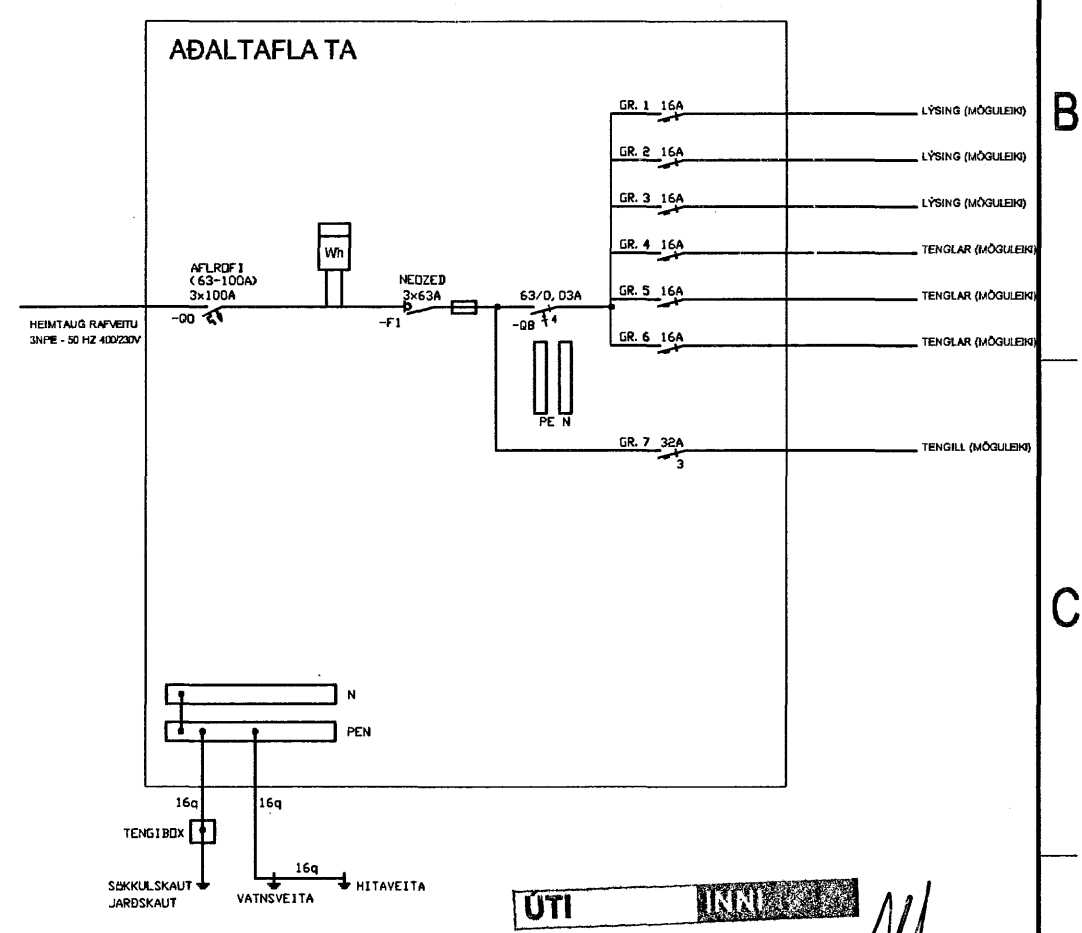 AÐALTAFLA TA
B
GR. 1 16A
LÝSING (MÖGULEIKI)
GR. 2 16A
LÝSING (MÖGULEIKI)
GR. 3 16A
LÝSING (MÖGULEIKI)
GR. 4 16A
TENGLAR (MÖGULEIKI)
GR. 5 16A
TENGLAR (MÖGULEIKI)
GR. 6 16A
TENGLAR (MÖGULEIKI)
Wh
AFLROFI
(63-100A)
3x100A
-Q0
NEOZED
3x63A
-F1
63/0,03A
-Q8 4
HEIMTAUG RAFVEITU
3NPE - 50 HZ 400/230V
PE N
GR. 7 32A
3
TENGILL (MÖGULEIKI)
C
N
PEN
16q
16q
TENGIBOX
16q
SÖKKULSKAUT
JARÐSKAUT
VATNSVEITA
HITAVEITA
ÚTI
INNI